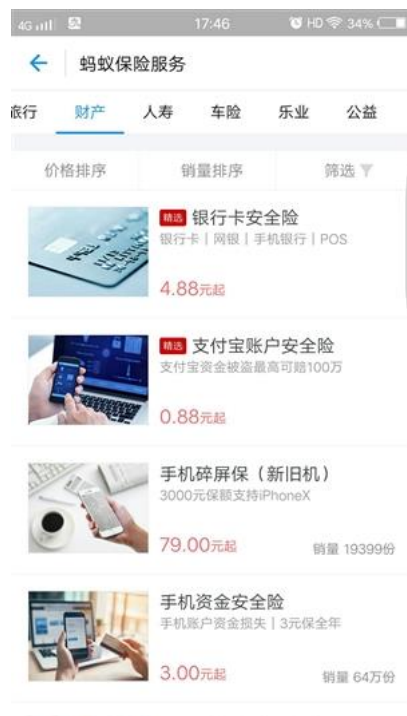 4G 17:46 HD 34%
蚂蚁保险服务
旅行 财产 人寿 车险 乐业 公益
价格排序 销量排序 筛选
精选 银行卡安全险
银行卡｜网银｜手机银行｜POS
4.88元起
精选 支付宝账户安全险
支付宝资金被盗最高可赔100万
0.88元起
手机碎屏保（新旧机）
3000元保额支持iPhoneX
79.00元起 销量 19399份
手机资金安全险
手机账户资金损失｜3元保全年
3.00元起 销量 64万份